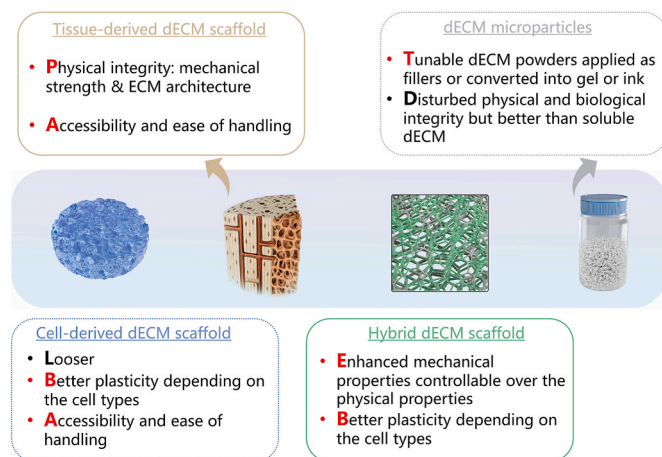 Tissue-derived dECM scaffold
• Physical integrity: mechanical
strength & ECM architecture
• Accessibility and ease of handling
dECM microparticles
• Tunable dECM powders applied as
fillers or converted into gel or ink
• Disturbed physical and biological
integrity but better than soluble
dECM
Cell-derived dECM scaffold
• Looser
• Better plasticity depending on
the cell types
• Accessibility and ease of
handling
Hybrid dECM scaffold
• Enhanced mechanical
properties controllable over the
physical properties
• Better plasticity depending on
the cell types